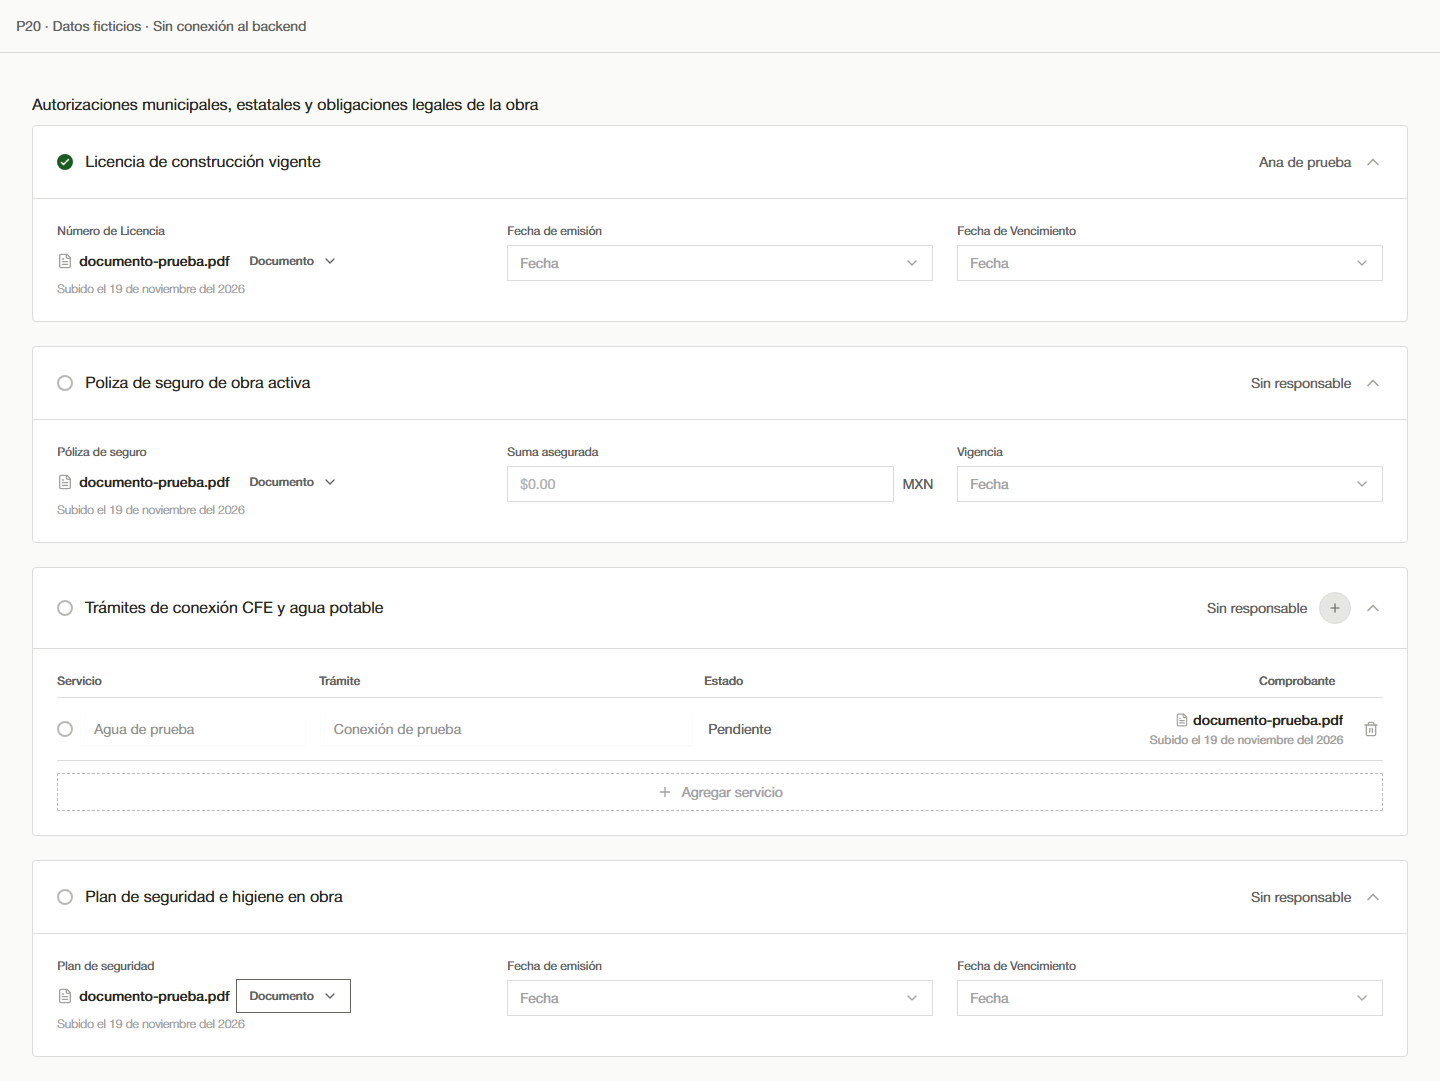 P20 · Datos ficticios · Sin conexión al backend
Autorizaciones municipales, estatales y obligaciones legales de la obra
Licencia de construcción vigente
Ana de prueba
Número de Licencia
Fecha de emisión
Fecha de Vencimiento
documento-prueba.pdf Documento
Fecha
Fecha
Subido el 19 de noviembre del 2026
Poliza de seguro de obra activa
Sin responsable
Póliza de seguro
Suma asegurada
Vigencia
documento-prueba.pdf Documento
$0.00 MXN
Fecha
Subido el 19 de noviembre del 2026
Trámites de conexión CFE y agua potable
Sin responsable
Servicio Trámite Estado Comprobante
Agua de prueba
Conexión de prueba
Pendiente
documento-prueba.pdf
Subido el 19 de noviembre del 2026
+ Agregar servicio
Plan de seguridad e higiene en obra
Sin responsable
Plan de seguridad
Fecha de emisión
Fecha de Vencimiento
documento-prueba.pdf Documento
Fecha
Fecha
Subido el 19 de noviembre del 2026